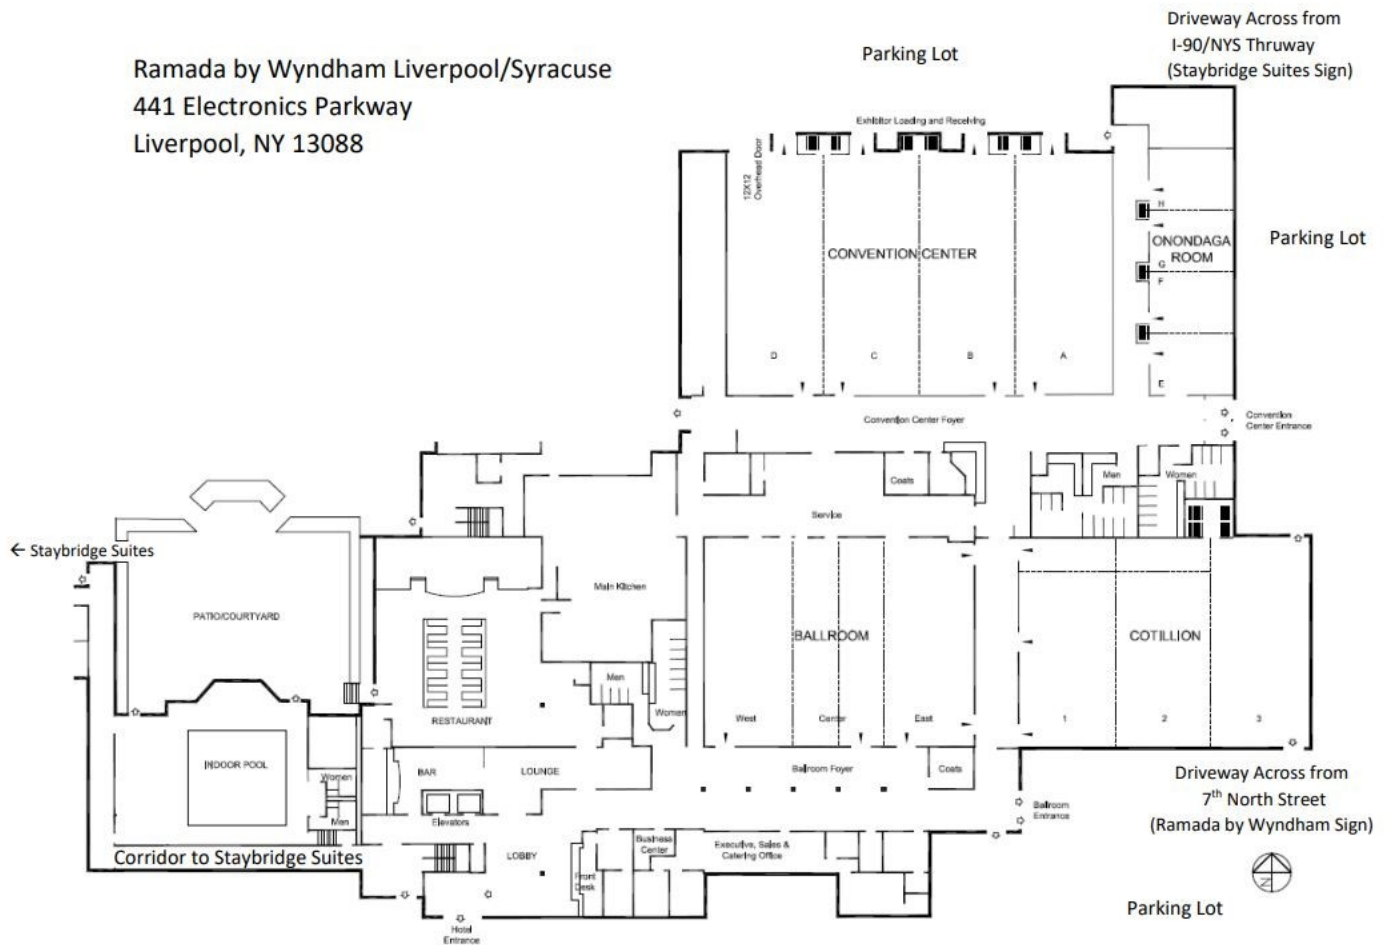 Ramada by Wyndham Liverpool/Syracuse
441 Electronics Parkway
Liverpool, NY 13088
Parking Lot
Driveway Across from
I-90/NYS Thruway
(Staybridge Suites Sign)
Exhibitor Loading and Receiving
12X12
Overhead Door
CONVENTION CENTER
H
ONONDAGA
ROOM
G
F
Parking Lot
D
C
B
A
E
Convention Center Foyer
Convention
Center Entrance
Coats
Men
Women
Service
← Staybridge Suites
PATIO/COURTYARD
Main Kitchen
BALLROOM
COTILLION
Men
Women
RESTAURANT
West
Center
East
1
2
3
INDOOR POOL
BAR
LOUNGE
Ballroom Foyer
Coats
Women
Men
Elevators
Ballroom
Entrance
Driveway Across from
7th North Street
(Ramada by Wyndham Sign)
Corridor to Staybridge Suites
LOBBY
Front
Desk
Business
Center
Executive, Sales &
Catering Office
N
Parking Lot
Hotel
Entrance